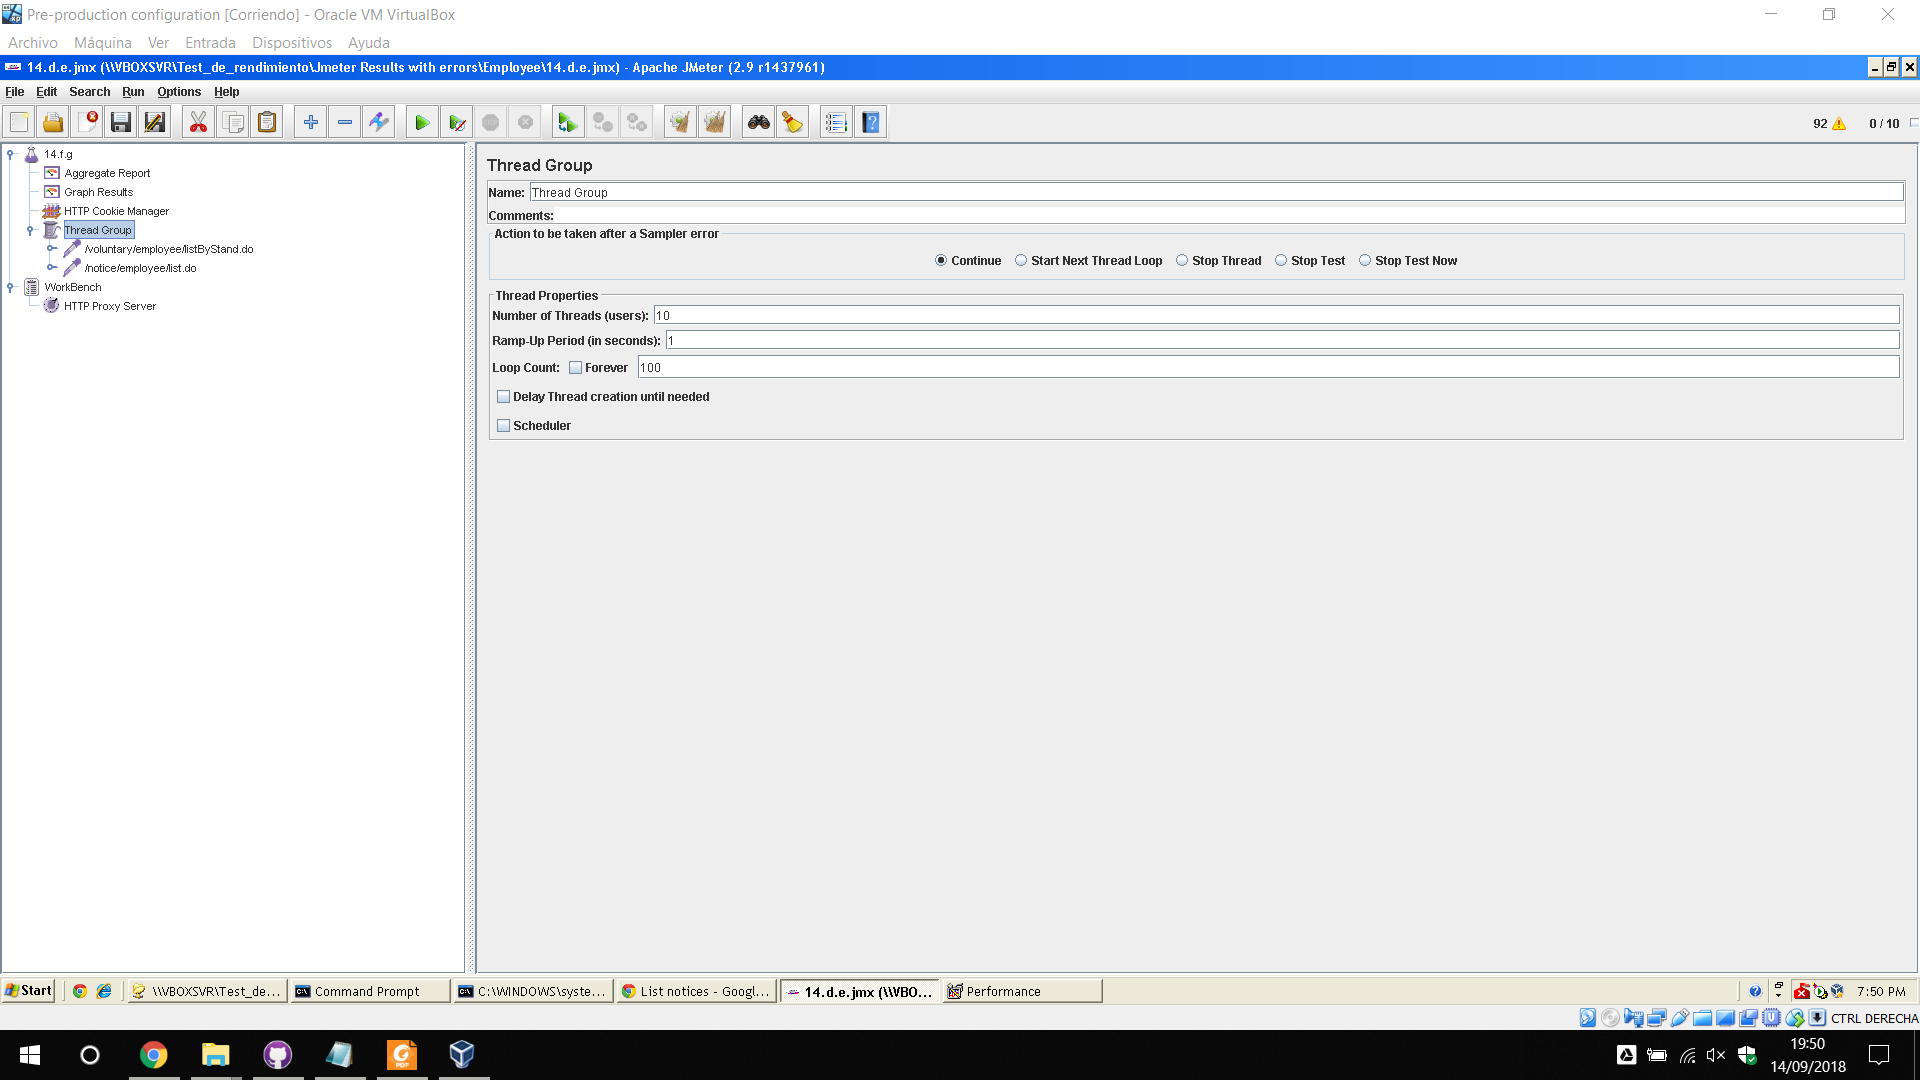 Pre-production configuration [Corriendo] - Oracle VM VirtualBox
Archivo Máquina Ver Entrada Dispositivos Ayuda
14.d.e.jmx (\\VBOXSVR\Test_de_rendimiento\Jmeter Results with errors\Employee\14.d.e.jmx) - Apache JMeter (2.9 r1437961)
File Edit Search Run Options Help
92 0 / 10
14.f.g
Aggregate Report
Graph Results
HTTP Cookie Manager
Thread Group
/voluntary/employee/listByStand.do
/notice/employee/list.do
WorkBench
HTTP Proxy Server
Thread Group
Name: Thread Group
Comments:
Action to be taken after a Sampler error
Continue Start Next Thread Loop Stop Thread Stop Test Stop Test Now
Thread Properties
Number of Threads (users): 10
Ramp-Up Period (in seconds): 1
Loop Count: Forever 100
Delay Thread creation until needed
Scheduler
Start \\VBOXSVR\Test_de... Command Prompt C:\WINDOWS\syste... List notices - Googl... 14.d.e.jmx (\\VBO... Performance 7:50 PM
CTRL DERECHA
19:50
14/09/2018